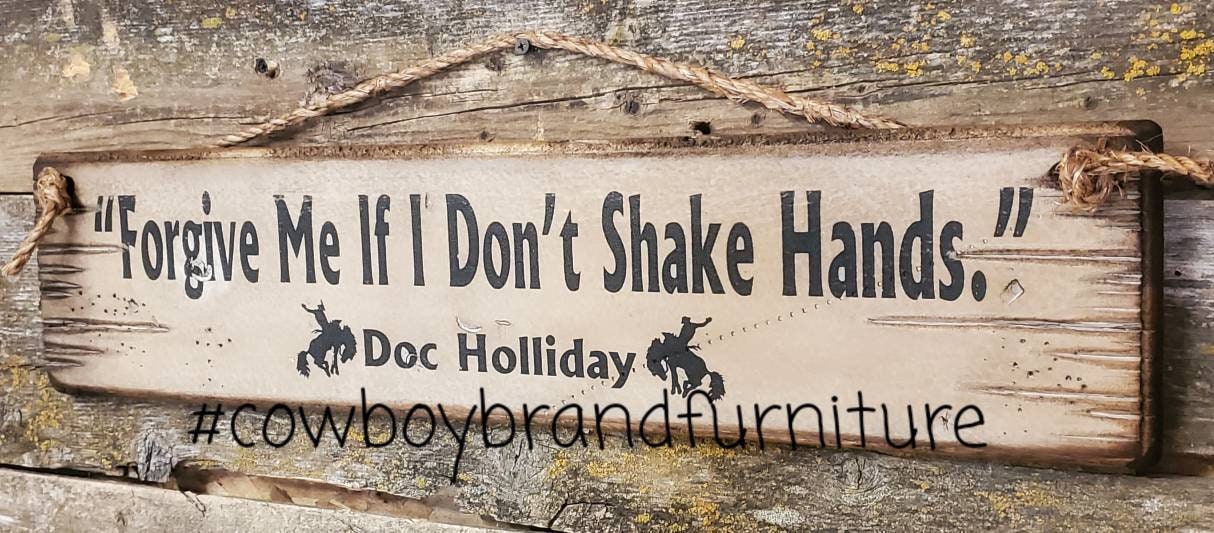 “Forgive Me If I Don’t Shake Hands.”
Doc Holliday
#cowboybrandfurniture